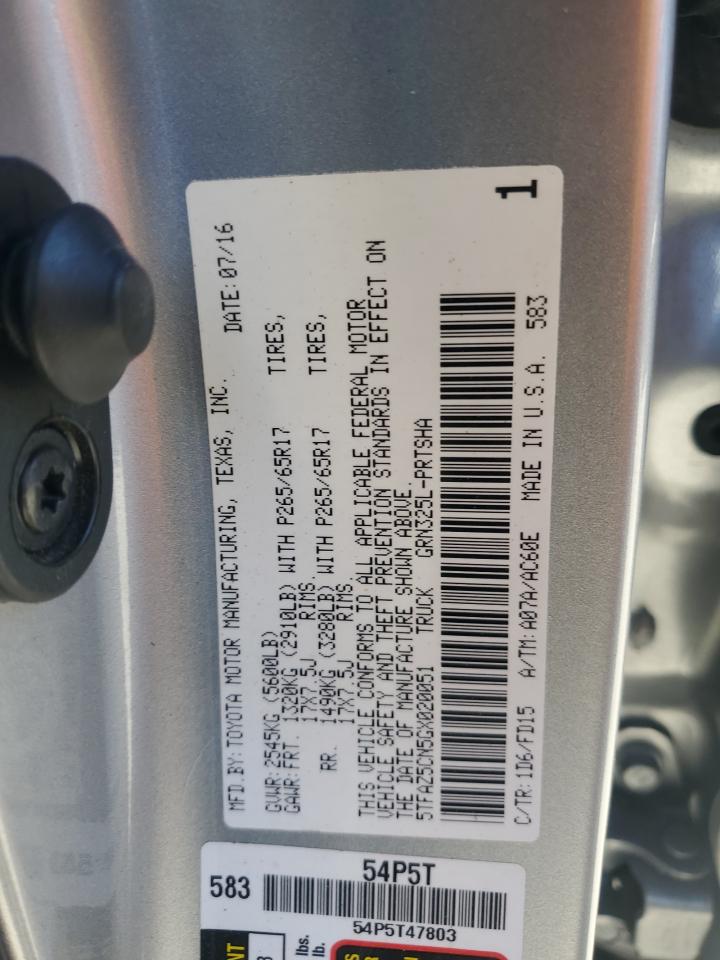 MFD.BY:TOYOTA MOTOR MANUFACTURING, TEXAS, INC. DATE:07/16
GVWR:2545KG (5600LB)
GAWR:FRT. 1320KG (2910LB) WITH P265/65R17 TIRES,
17X7.5J RIMS.
RR. 1490KG (3280LB) WITH P265/65R17 TIRES,
17X7.5J RIMS.
THIS VEHICLE CONFORMS TO ALL APPLICABLE FEDERAL MOTOR
VEHICLE SAFETY AND THEFT PREVENTION STANDARDS IN EFFECT ON
THE DATE OF MANUFACTURE SHOWN ABOVE.
5TFAZ5CN5GX020051 TRUCK GRN325L-PRTSHA
C/TR:1D6/FD15 A/TM:A07A/AC60E MADE IN U.S.A. 583
1
54P5T
583
54P5T47803
lbs.
lb.